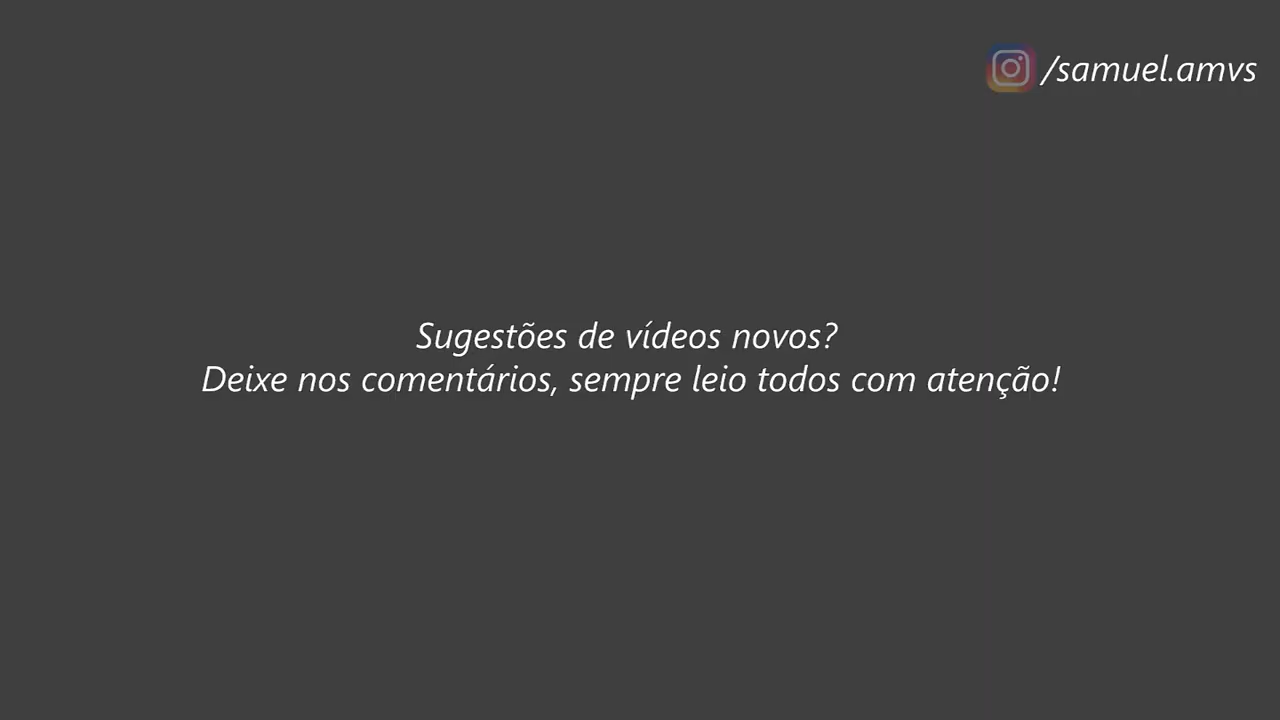 /samuel.amvs
Sugestões de vídeos novos?
Deixe nos comentários, sempre leio todos com atenção!